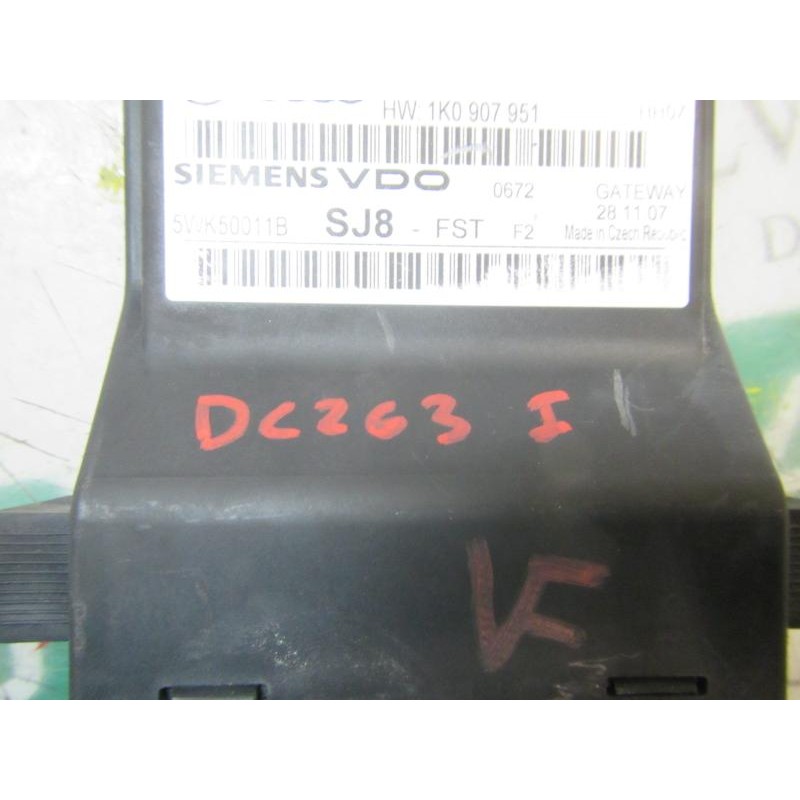 HW: 1K0 907 951
SIEMENS VDO 0672 GATEWAY
5WK50011B SJ8 - FST F2 28 11 07
Made in Czech Republic
DC263 I
VF